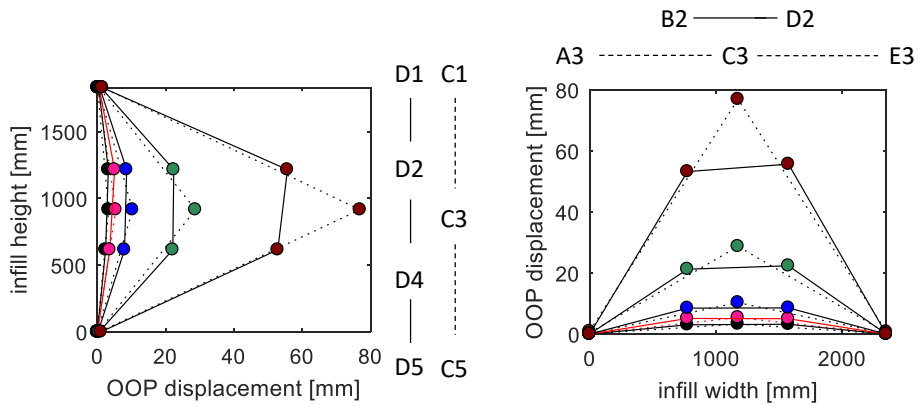 B2 D2
A3 C3 E3
D1 C1
D2
C3
D4
D5 C5
infill height [mm]
1500
1000
500
0
0 20 40 60 80
OOP displacement [mm]
OOP displacement [mm]
80
60
40
20
0
0 1000 2000
infill width [mm]